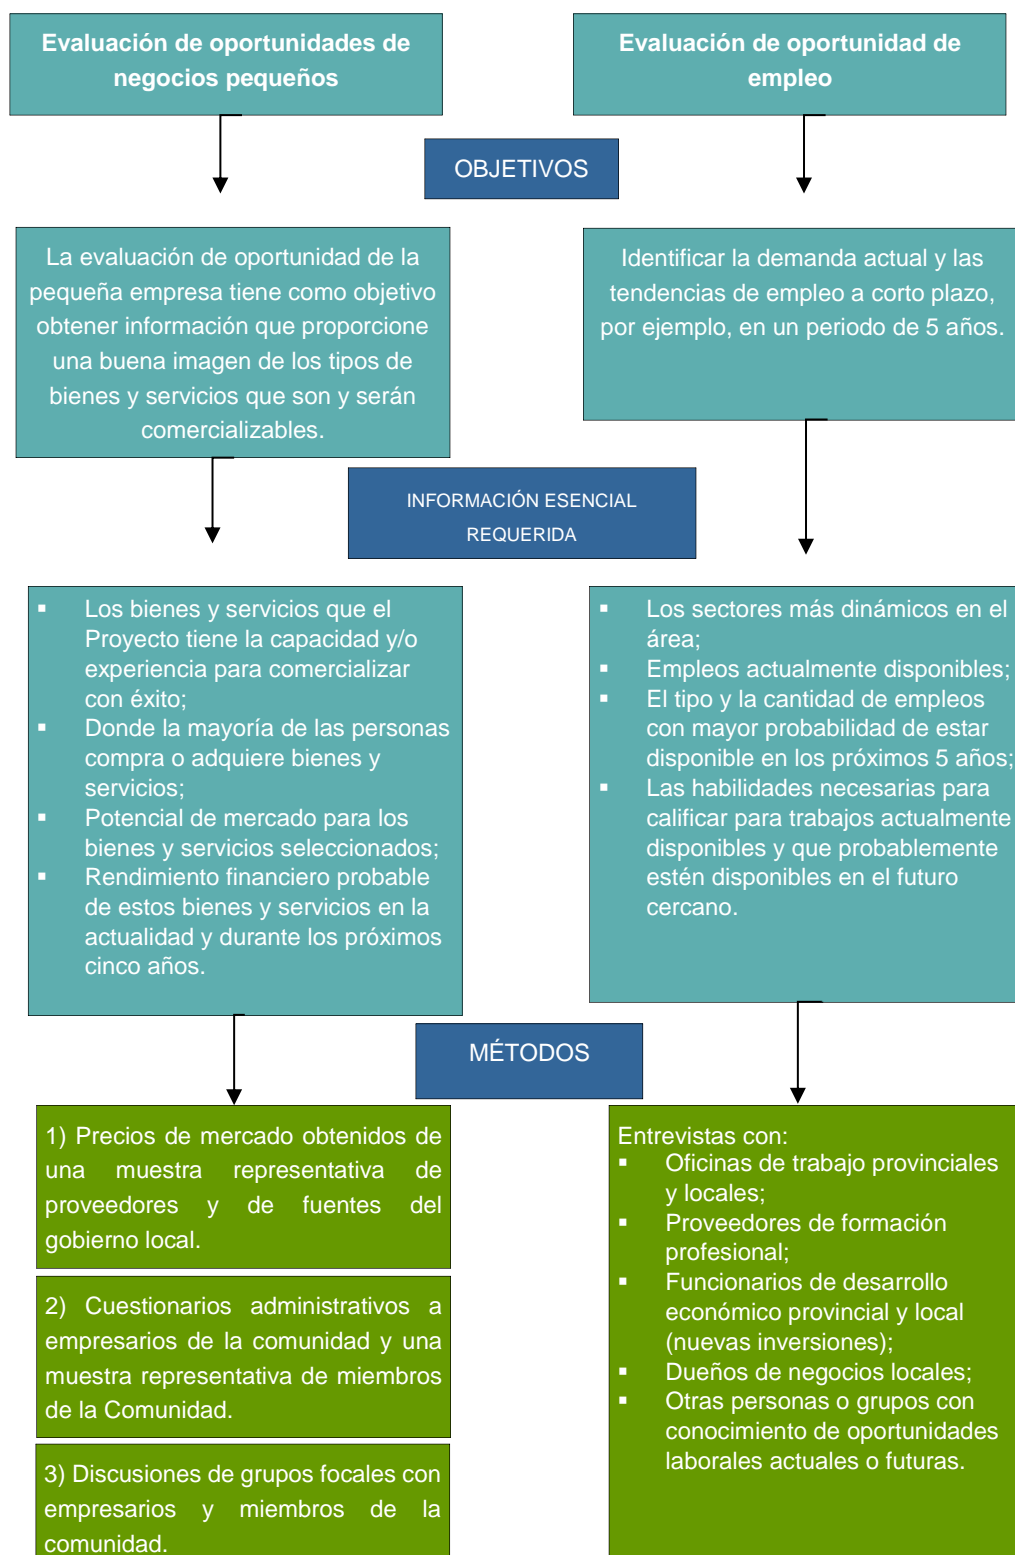 Evaluación de oportunidades de
negocios pequeños
Evaluación de oportunidad de
empleo
OBJETIVOS
La evaluación de oportunidad de la
pequeña empresa tiene como objetivo
obtener información que proporcione
una buena imagen de los tipos de
bienes y servicios que son y serán
comercializables.
Identificar la demanda actual y las
tendencias de empleo a corto plazo,
por ejemplo, en un periodo de 5 años.
INFORMACIÓN ESENCIAL
REQUERIDA
▪ Los bienes y servicios que el
Proyecto tiene la capacidad y/o
experiencia para comercializar
con éxito;
▪ Donde la mayoría de las personas
compra o adquiere bienes y
servicios;
▪ Potencial de mercado para los
bienes y servicios seleccionados;
▪ Rendimiento financiero probable
de estos bienes y servicios en la
actualidad y durante los próximos
cinco años.
▪ Los sectores más dinámicos en el
área;
▪ Empleos actualmente disponibles;
▪ El tipo y la cantidad de empleos
con mayor probabilidad de estar
disponible en los próximos 5 años;
▪ Las habilidades necesarias para
calificar para trabajos actualmente
disponibles y que probablemente
estén disponibles en el futuro
cercano.
MÉTODOS
1) Precios de mercado obtenidos de
una muestra representativa de
proveedores y de fuentes del
gobierno local.
2) Cuestionarios administrativos a
empresarios de la comunidad y una
muestra representativa de miembros
de la Comunidad.
3) Discusiones de grupos focales con
empresarios y miembros de la
comunidad.
Entrevistas con:
▪ Oficinas de trabajo provinciales
y locales;
▪ Proveedores de formación
profesional;
▪ Funcionarios de desarrollo
económico provincial y local
(nuevas inversiones);
▪ Dueños de negocios locales;
▪ Otras personas o grupos con
conocimiento de oportunidades
laborales actuales o futuras.